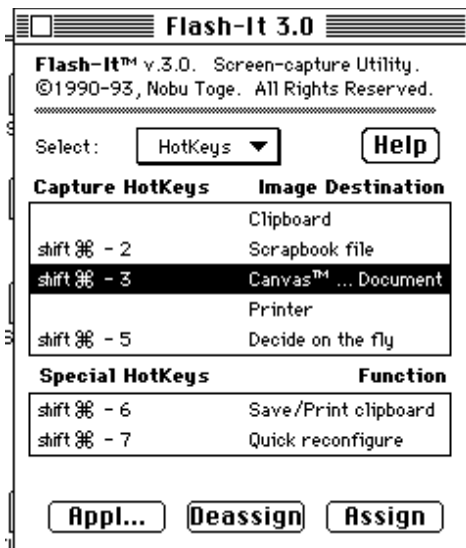 Flash-It 3.0
Flash-It™ v.3.0. Screen-capture Utility.
©1990-93, Nobu Toge. All Rights Reserved.
Select: HotKeys ▼ Help
Capture HotKeys Image Destination
Clipboard
shift ⌘ - 2 Scrapbook file
shift ⌘ - 3 Canvas™ ... Document
Printer
shift ⌘ - 5 Decide on the fly
Special HotKeys Function
shift ⌘ - 6 Save/Print clipboard
shift ⌘ - 7 Quick reconfigure
Appl... Deassign Assign